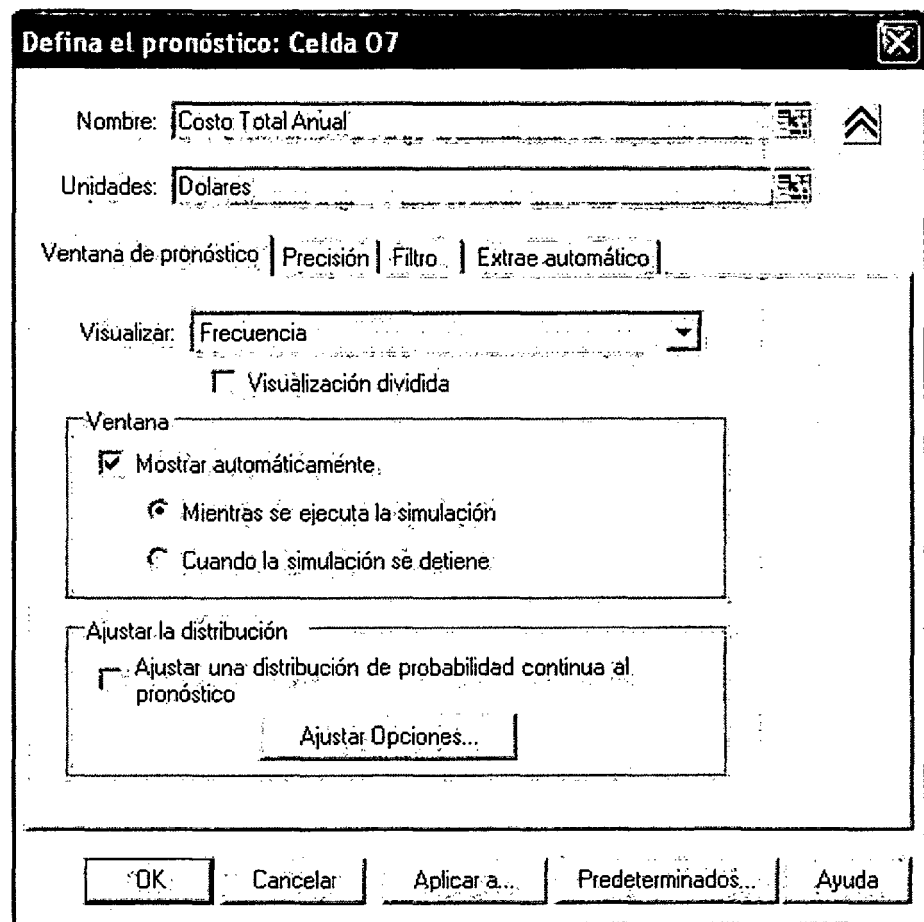 Defina el pronóstico: Celda O7
Nombre: Costo Total Anual
Unidades: Dolares
Ventana de pronóstico Precisión Filtro Extrae automático
Visualizar: Frecuencia
Visualización dividida
Ventana
Mostrar automáticamente
Mientras se ejecuta la simulación
Cuando la simulación se detiene
Ajustar la distribución
Ajustar una distribución de probabilidad continua al
pronóstico
Ajustar Opciones...
OK Cancelar Aplicar a... Predeterminados... Ayuda